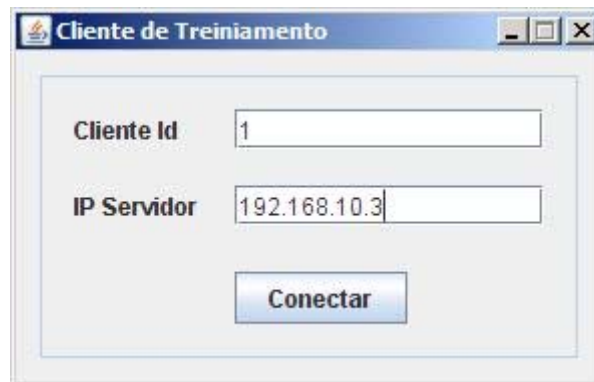 Cliente de Treiniamento
Cliente Id 1
IP Servidor 192.168.10.3
Conectar